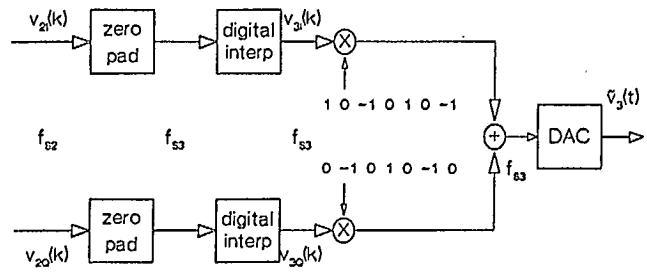 v2i(k)
zero pad
digital interp
v3i(k)
X
1 0 -1 0 1 0 -1
ṽ3(t)
fs2
fs3
fs3
+
DAC
fs3
0 -1 0 1 0 -1 0
v2Q(k)
zero pad
digital interp
v3Q(k)
X